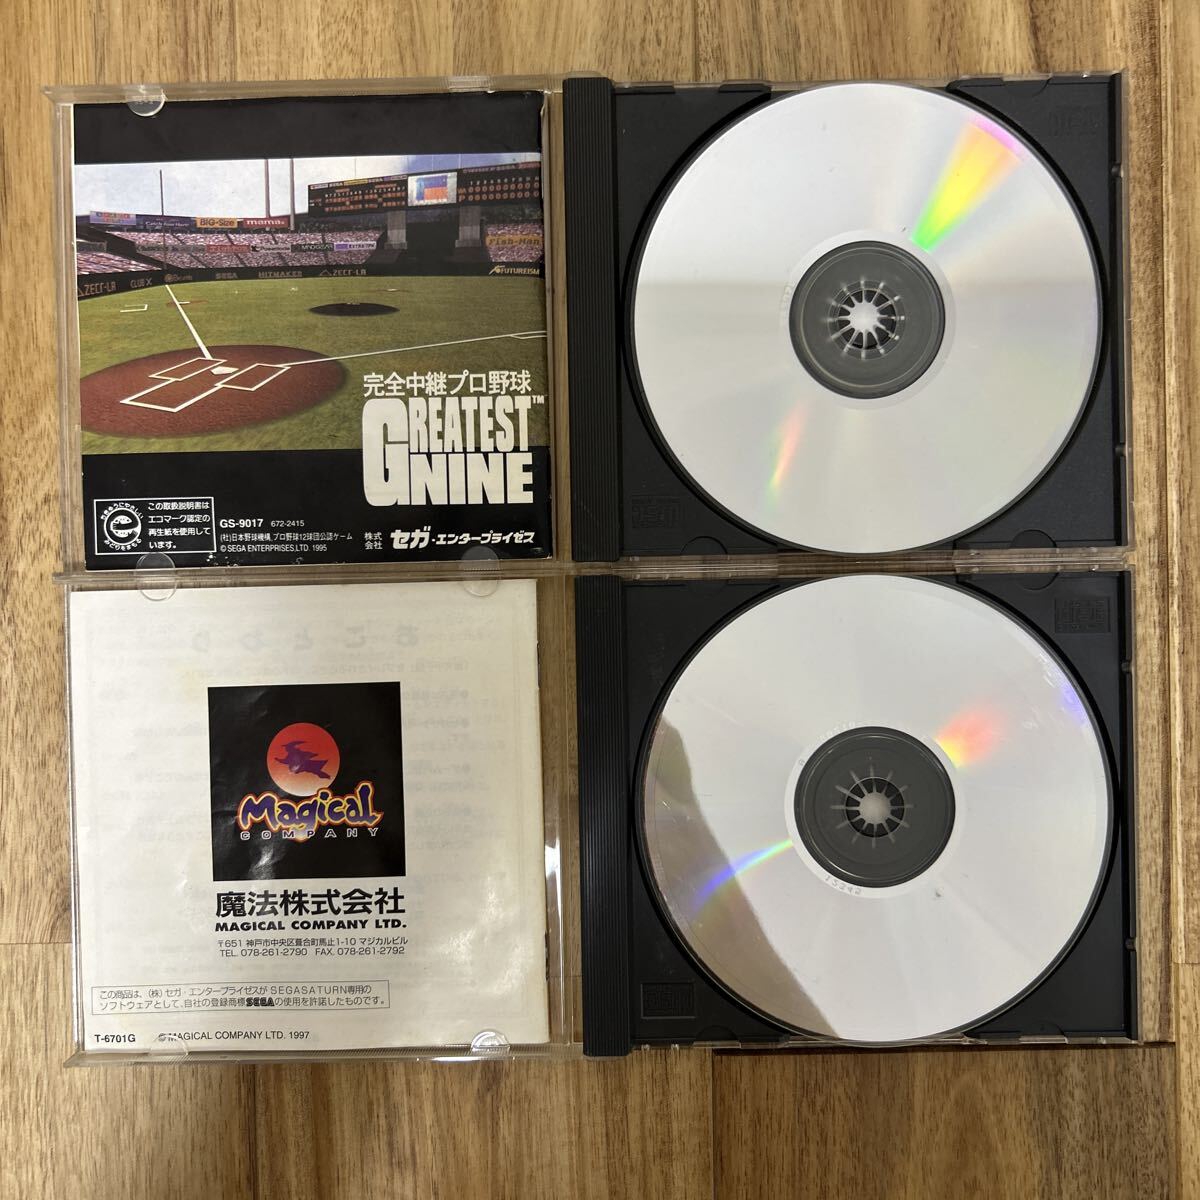 BIG-Size
mama.
SEGA
Fish-Man
ZECT-LA
CLUB X
SEGA
HITMAKER
ZECT-LA
FUTUREISM
完全中継プロ野球
GREATEST™
NINE
この取扱説明書は
エコマーク認定の
再生紙を使用して
います。
GS-9017 672-2415
(社)日本野球機構、プロ野球12球団公認ゲーム
© SEGA ENTERPRISES,LTD. 1995
株式会社 セガ・エンタープライゼス
Magical
COMPANY
魔法株式会社
MAGICAL COMPANY LTD.
〒651 神戸市中央区葺合町馬止1-10 マジカルビル
TEL. 078-261-2790 FAX. 078-261-2792
この商品は、(株)セガ・エンタープライゼスがSEGASATURN専用の
ソフトウェアとして、自社の登録商標SEGAの使用を許諾したものです。
T-6701G ©MAGICAL COMPANY LTD. 1997